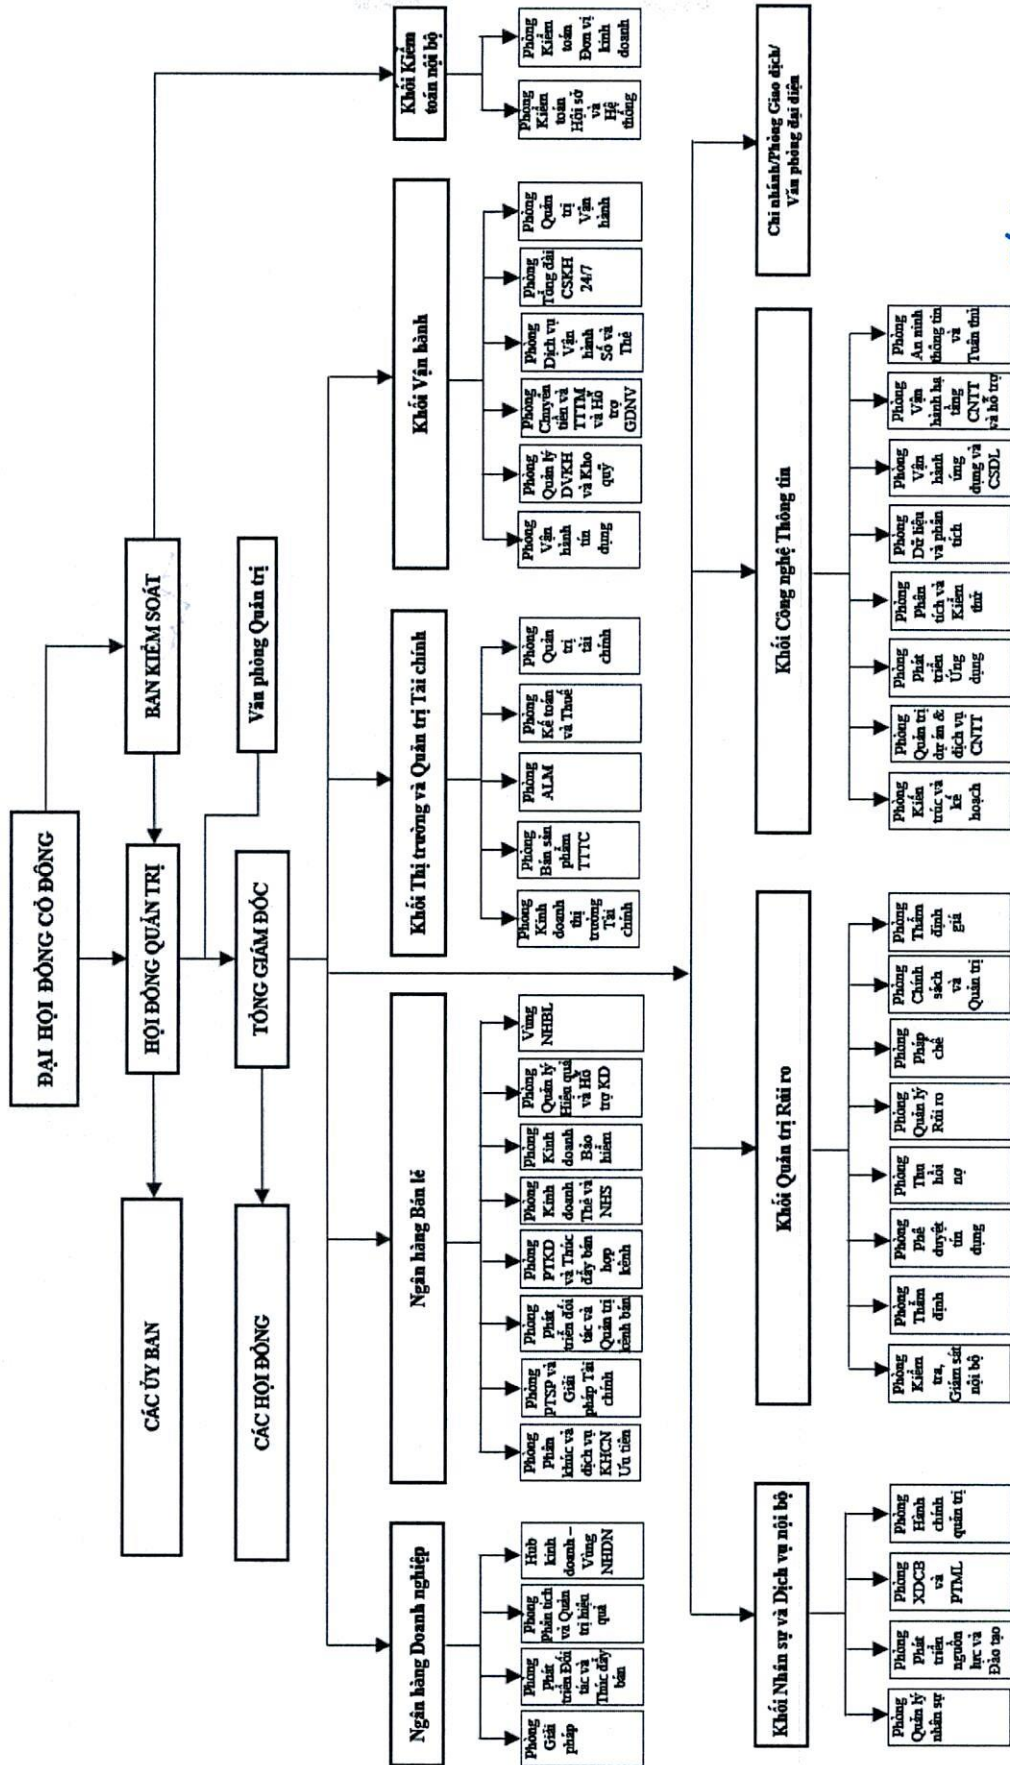 ĐẠI HỘI ĐỒNG CỔ ĐÔNG
BAN KIỂM SOÁT
HỘI ĐỒNG QUẢN TRỊ
CÁC ỦY BAN
Văn phòng Quản trị
TỔNG GIÁM ĐỐC
CÁC HỘI ĐỒNG
Ngân hàng Doanh nghiệp
Ngân hàng Bán lẻ
Khối Thị trường và Quản trị Tài chính
Khối Vận hành
Khối Kiểm
toán nội bộ
Phòng
Giải
pháp
Phòng
Phát
triển Đối
tác và
Thúc đẩy
bán
Phòng
Phân tích
và Quản
trị hiệu
quả
Hub
kinh
doanh –
Vùng
NHDN
Phòng
Phân
khúc và
dịch vụ
KHCN
Ưu tiên
Phòng
PTSP và
Giải
pháp Tài
chính
Phòng
Phát
triển đối
tác và
Quản trị
kênh bán
Phòng
PTKD
và Thúc
đẩy bán
hợp
kênh
Phòng
Kinh
doanh
Thẻ và
NHS
Phòng
Kinh
doanh
Bảo
hiểm
Phòng
Quản lý
Hiệu quả
và Hỗ
trợ KD
Vùng
NHBL
Phòng
Kinh
doanh
thị
trường
Tài
chính
Phòng
Bán sản
phẩm
TTTC
Phòng
ALM
Phòng
Kế toán
và Thuế
Phòng
Quản
trị
tài
chính
Phòng
Vận
hành
tín
dụng
Phòng
Quản lý
DVKH
và Kho
quỹ
Phòng
Chuyển
tiền và
TTTM
và Hỗ
trợ
GDNV
Phòng
Dịch vụ
Vận
hành
Số và
Thẻ
Phòng
Tổng đài
CSKH
24/7
Phòng
Quản
trị
Vận
hành
Phòng
Kiểm
toán
Hội sở
và
Hệ
thống
Phòng
Kiểm
toán
Đơn vị
kinh
doanh
Khối Nhân sự và Dịch vụ nội bộ
Khối Quản trị Rủi ro
Khối Công nghệ Thông tin
Chi nhánh/Phòng Giao dịch/
Văn phòng đại diện
Phòng
Quản lý
nhân sự
Phòng
Phát
triển
nguồn
lực và
Đào tạo
Phòng
XDCB
và
PTML
Phòng
Hành
chính
quản trị
Phòng
Kiểm
tra,
Giám sát
nội bộ
Phòng
Thẩm
định
Phòng
Phê
duyệt
tín
dụng
Phòng
Thu
hồi
nợ
Phòng
Quản lý
Rủi ro
Phòng
Pháp
chế
Phòng
Chính
sách
và
Quản trị
Phòng
Thẩm
định
giá
Phòng
Kiến
trúc và
kế
hoạch
Phòng
Quản trị
dự án &
dịch vụ
CNTT
Phòng
Phát
triển
Ứng
dụng
Phòng
Phân
tích và
Kiểm
thử
Phòng
Dữ liệu
và phân
tích
Phòng
Vận
hành
ứng
dụng và
CSDL
Phòng
Vận
hành hạ
tầng
CNTT
và hỗ trợ
Phòng
An ninh
thông tin
và
Tuân thủ